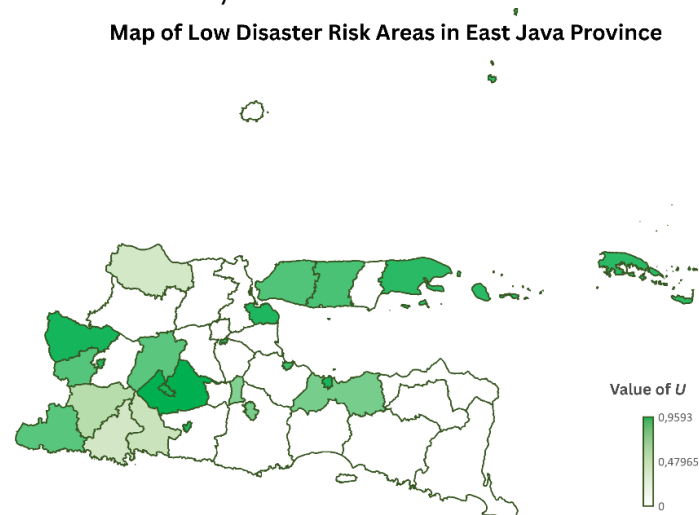 Map of Low Disaster Risk Areas in East Java Province
Value of U
0,9593
0,47965
0